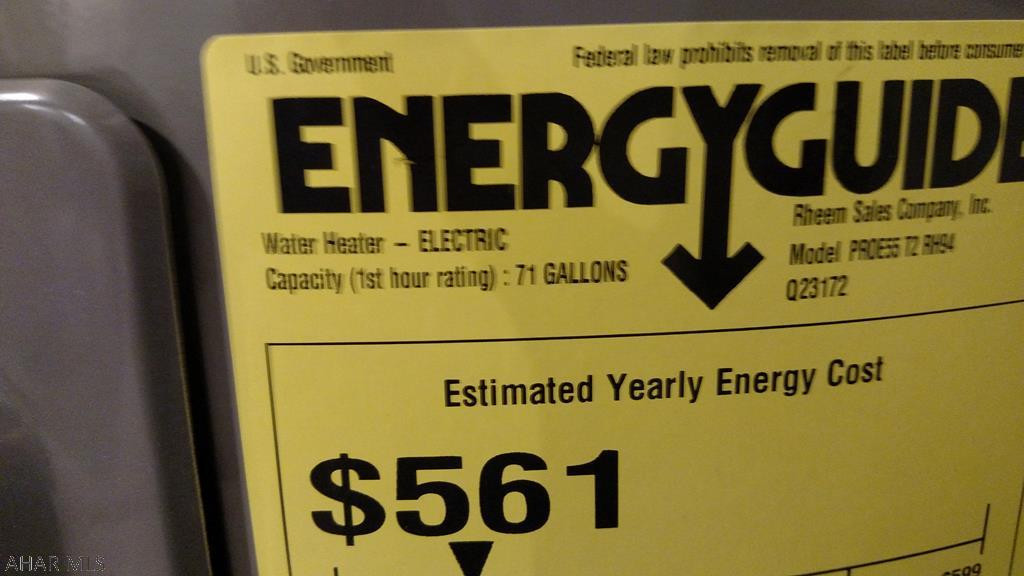 U.S. Government Federal law prohibits removal of this label before consumer
ENERGYGUIDE
Rheem Sales Company, Inc.
Water Heater – ELECTRIC
Model PROE55 T2 RH94
Capacity (1st hour rating) : 71 GALLONS
Q23172
Estimated Yearly Energy Cost
$561
$599
AHAR MLS